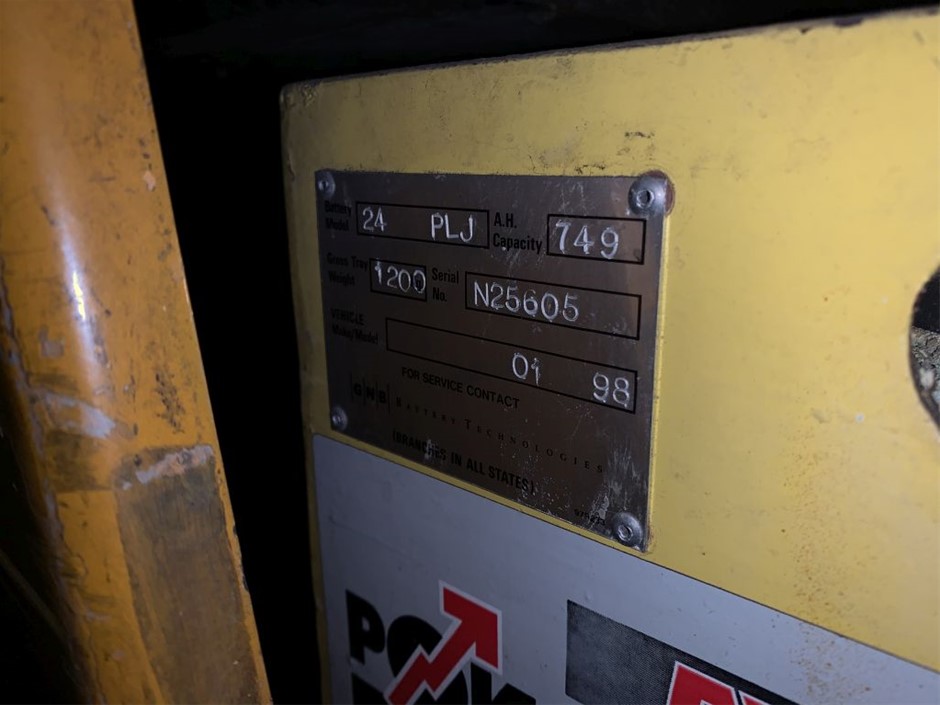 Battery Model 24 PLJ A.H. Capacity 749
Gross Tray Weight 1200 Serial No. N25605
VEHICLE Make/Model 01 98
FOR SERVICE CONTACT
GNB BATTERY TECHNOLOGIES
(BRANCHES IN ALL STATES)